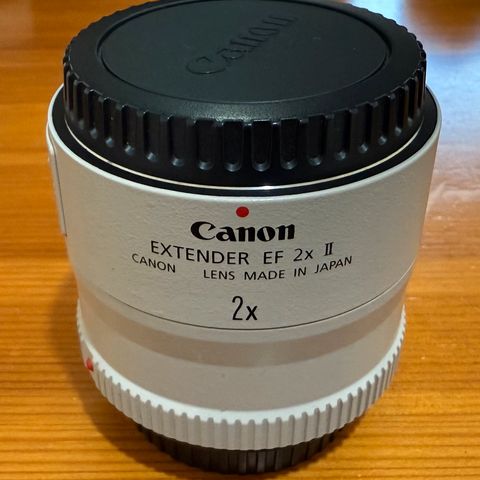 Canon
Canon
EXTENDER EF 2x II
CANON LENS MADE IN JAPAN
2x